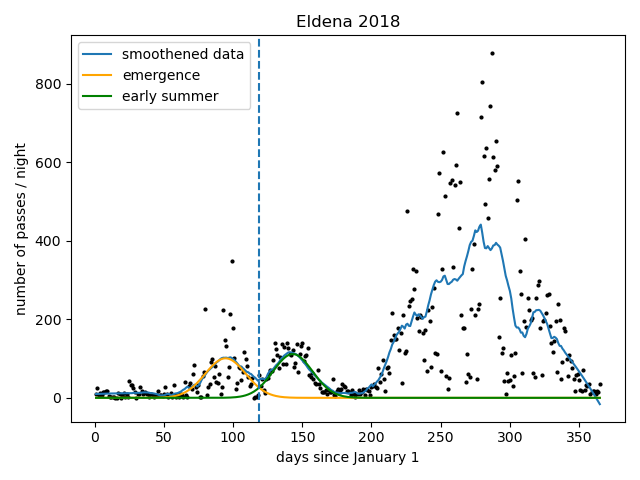 Eldena 2018
smoothened data
emergence
early summer
number of passes / night
800
600
400
200
0
0 50 100 150 200 250 300 350
days since January 1